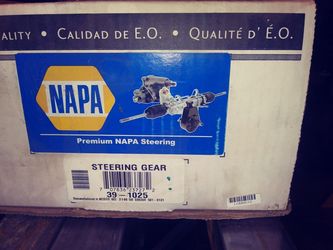 ALITY • CALIDAD DE E.O. • QUALITÉ D' É.O.
NAPA
Premium NAPA Steering
STEERING GEAR
39-1025